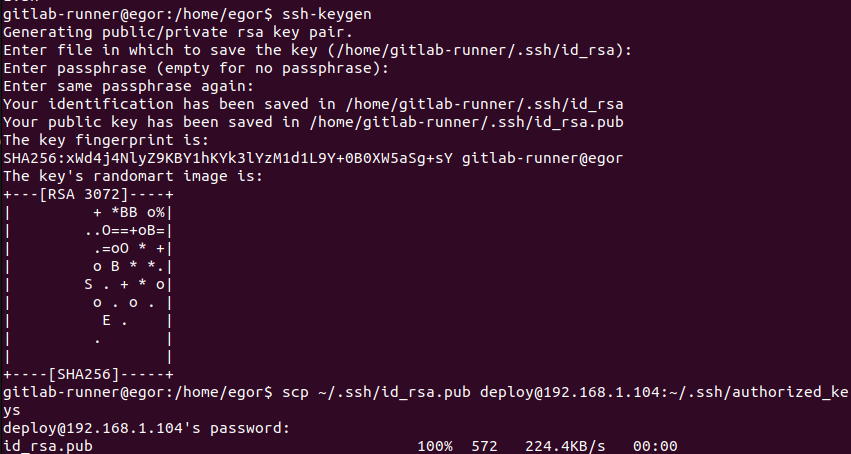 gitlab-runner@egor:/home/egor$ ssh-keygen
Generating public/private rsa key pair.
Enter file in which to save the key (/home/gitlab-runner/.ssh/id_rsa):
Enter passphrase (empty for no passphrase):
Enter same passphrase again:
Your identification has been saved in /home/gitlab-runner/.ssh/id_rsa
Your public key has been saved in /home/gitlab-runner/.ssh/id_rsa.pub
The key fingerprint is:
SHA256:xWd4j4NlyZ9KBY1hKYk3lYzM1d1L9Y+0B0XW5aSg+sY gitlab-runner@egor
The key's randomart image is:
+---[RSA 3072]----+
|         + *BB o%|
|        ..O==+oB=|
|         .=oO * +|
|         o B * *.|
|        S . + * o|
|         o . o . |
|          E .    |
|         .       |
|                 |
+----[SHA256]-----+
gitlab-runner@egor:/home/egor$ scp ~/.ssh/id_rsa.pub deploy@192.168.1.104:~/.ssh/authorized_ke
ys
deploy@192.168.1.104's password:
id_rsa.pub                                    100%  572   224.4KB/s   00:00